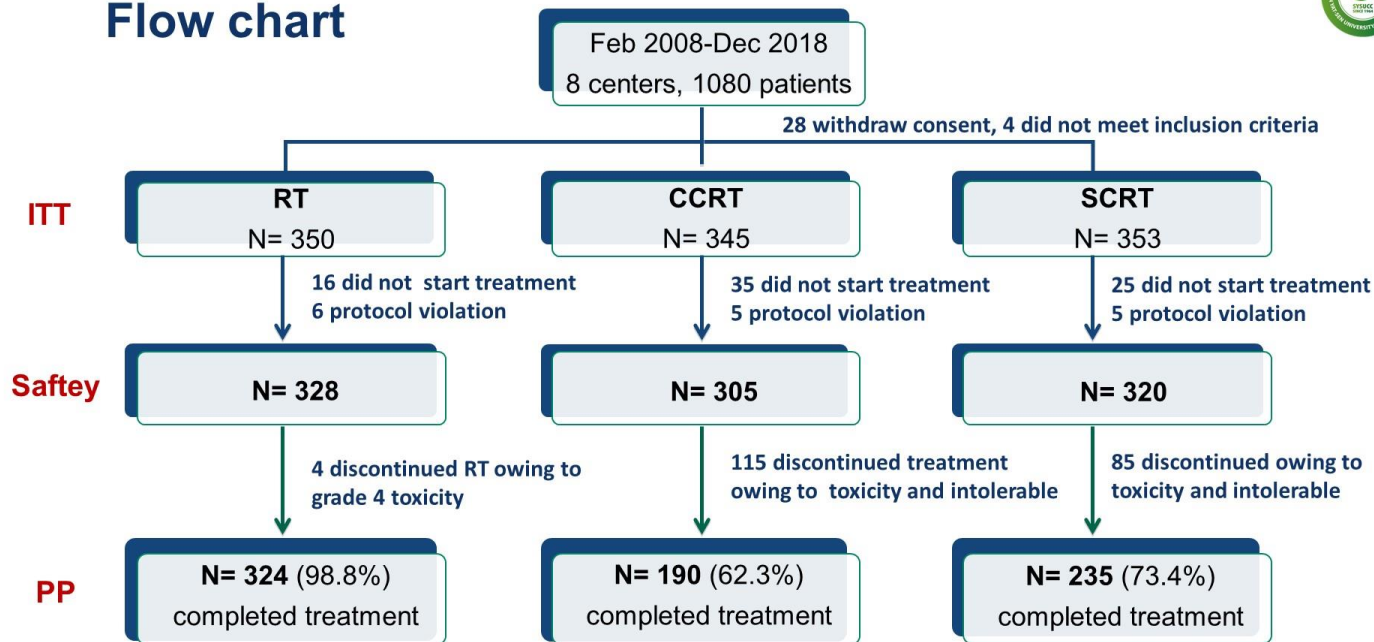 Flow chart
SYSUCC
Feb 2008-Dec 2018
8 centers, 1080 patients
28 withdraw consent, 4 did not meet inclusion criteria
ITT
RT
N= 350
CCRT
N= 345
SCRT
N= 353
16 did not  start treatment
6 protocol violation
35 did not start treatment
5 protocol violation
25 did not start treatment
5 protocol violation
Saftey
N= 328
N= 305
N= 320
4 discontinued RT owing to
grade 4 toxicity
115 discontinued treatment
owing to  toxicity and intolerable
85 discontinued owing to
toxicity and intolerable
PP
N= 324 (98.8%)
completed treatment
N= 190 (62.3%)
completed treatment
N= 235 (73.4%)
completed treatment